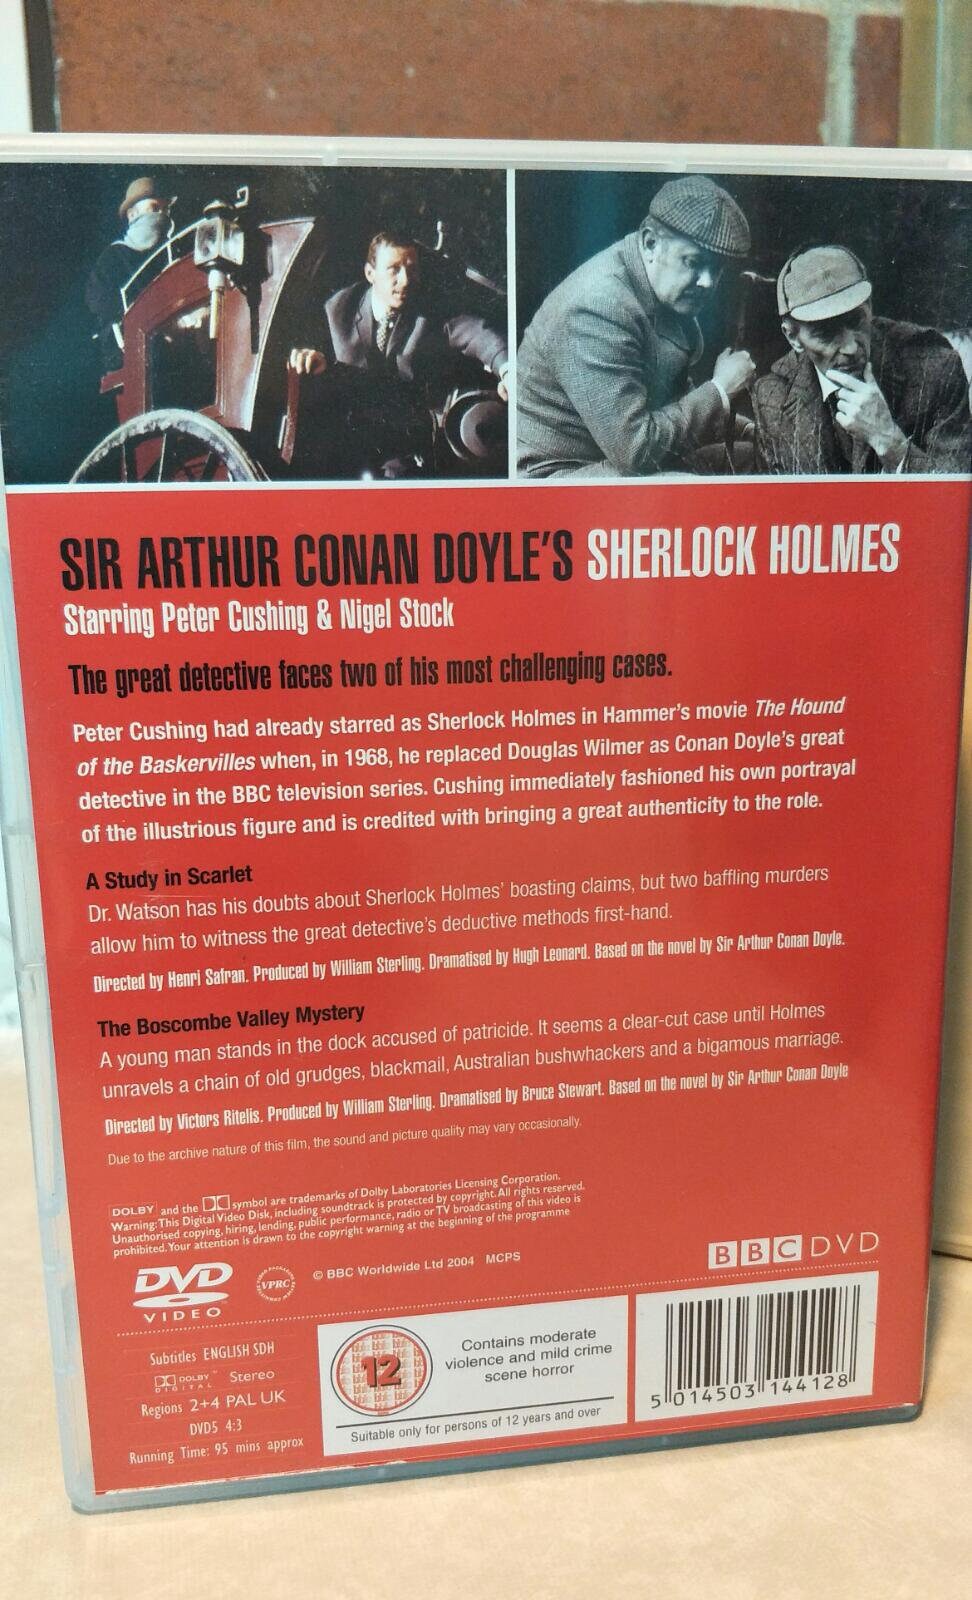 SIR ARTHUR CONAN DOYLE'S SHERLOCK HOLMES
Starring Peter Cushing & Nigel Stock
The great detective faces two of his most challenging cases.
Peter Cushing had already starred as Sherlock Holmes in Hammer's movie The Hound
of the Baskervilles when, in 1968, he replaced Douglas Wilmer as Conan Doyle's great
detective in the BBC television series. Cushing immediately fashioned his own portrayal
of the illustrious figure and is credited with bringing a great authenticity to the role.
A Study in Scarlet
Dr. Watson has his doubts about Sherlock Holmes' boasting claims, but two baffling murders
allow him to witness the great detective's deductive methods first-hand.
Directed by Henri Safran. Produced by William Sterling. Dramatised by Hugh Leonard. Based on the novel by Sir Arthur Conan Doyle.
The Boscombe Valley Mystery
A young man stands in the dock accused of patricide. It seems a clear-cut case until Holmes
unravels a chain of old grudges, blackmail, Australian bushwhackers and a bigamous marriage.
Directed by Victors Ritelis. Produced by William Sterling. Dramatised by Bruce Stewart. Based on the novel by Sir Arthur Conan Doyle
Due to the archive nature of this film, the sound and picture quality may vary occasionally.
DOLBY and the symbol are trademarks of Dolby Laboratories Licensing Corporation.
Warning: This Digital Video Disk, including soundtrack is protected by copyright. All rights reserved.
Unauthorised copying, hiring, lending, public performance, radio or TV broadcasting of this video is
prohibited. Your attention is drawn to the copyright warning at the beginning of the programme
DVD
VIDEO
VPRC
© BBC Worldwide Ltd 2004 MCPS
BBC DVD
Subtitles ENGLISH SDH
DOLBY DIGITAL Stereo
Regions 2+4 PAL UK
DVD5 4:3
Running Time: 95 mins approx
12
Contains moderate
violence and mild crime
scene horror
Suitable only for persons of 12 years and over
5 014503 144128